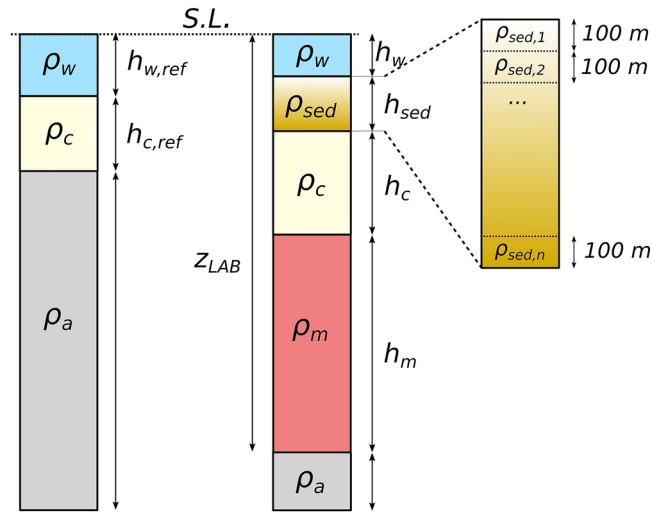 S.L.
ρw
hw,ref
ρc
hc,ref
ρa
zLAB
ρw
hw
ρsed
hsed
ρc
hc
ρm
hm
ρa
ρsed,1
100 m
ρsed,2
100 m
...
ρsed,n
100 m